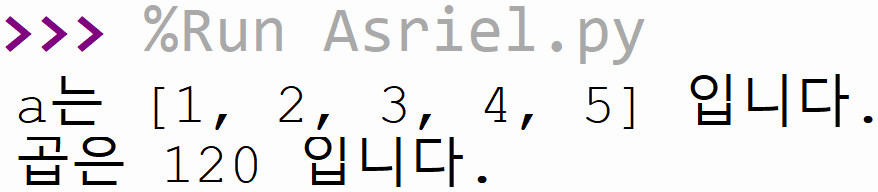 >>> %Run Asriel.py
a는 [1, 2, 3, 4, 5] 입니다.
곱은 120 입니다.